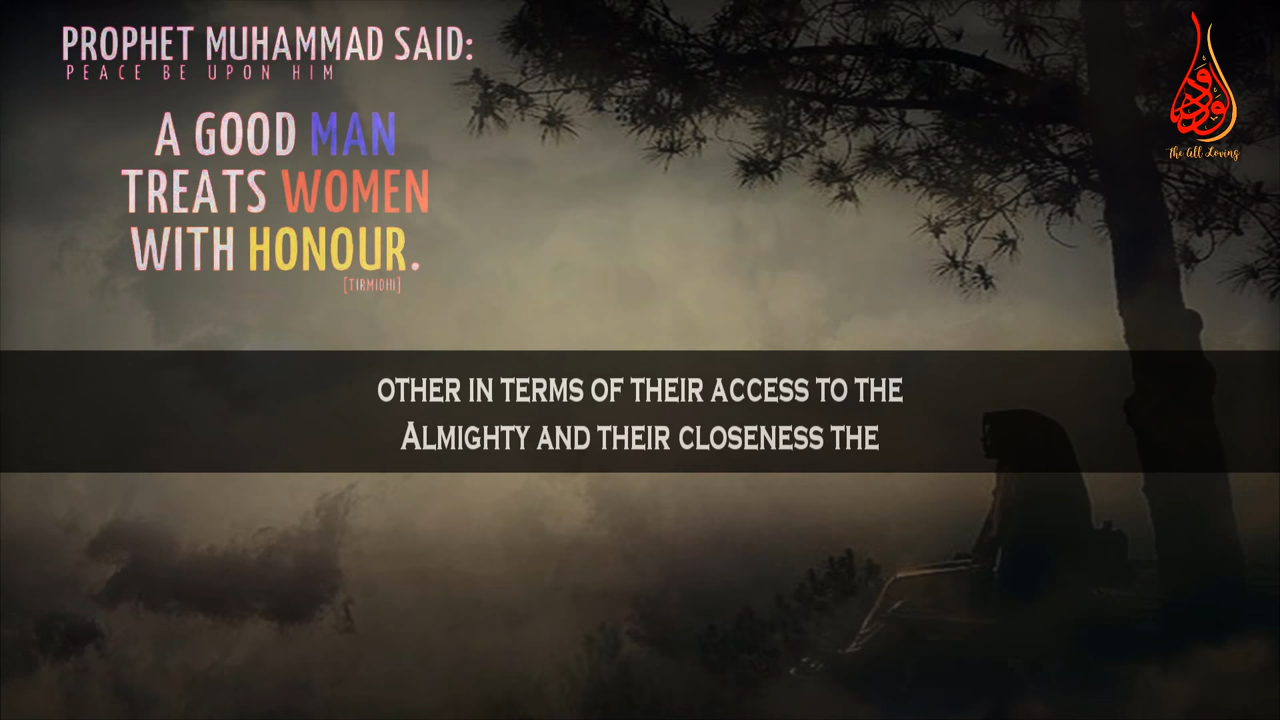 PROPHET MUHAMMAD SAID:
PEACE BE UPON HIM
A GOOD MAN
TREATS WOMEN
WITH HONOUR.
[TIRMIDHI]
الودود
The All Loving
OTHER IN TERMS OF THEIR ACCESS TO THE
ALMIGHTY AND THEIR CLOSENESS THE